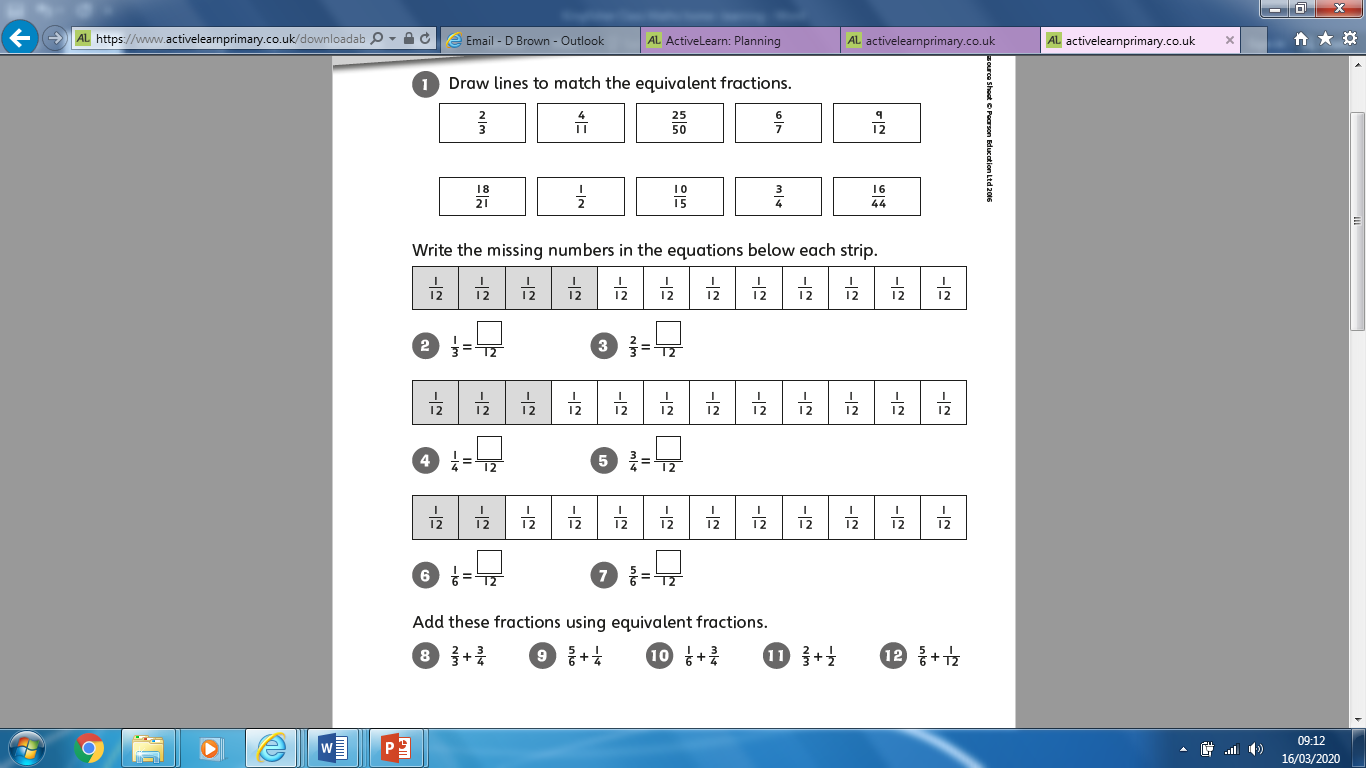 https://www.activelearnprimary.co.uk/downloadab
Email - D Brown - Outlook
ActiveLearn: Planning
activelearnprimary.co.uk
activelearnprimary.co.uk
1 Draw lines to match the equivalent fractions.
2/3 4/11 25/50 6/7 9/12
18/21 1/2 10/15 3/4 16/44
Write the missing numbers in the equations below each strip.
1/12 1/12 1/12 1/12 1/12 1/12 1/12 1/12 1/12 1/12 1/12 1/12
2 1/3 = □/12 3 2/3 = □/12
1/12 1/12 1/12 1/12 1/12 1/12 1/12 1/12 1/12 1/12 1/12 1/12
4 1/4 = □/12 5 3/4 = □/12
1/12 1/12 1/12 1/12 1/12 1/12 1/12 1/12 1/12 1/12 1/12 1/12
6 1/6 = □/12 7 5/6 = □/12
Add these fractions using equivalent fractions.
8 2/3 + 3/4 9 5/6 + 1/4 10 1/6 + 3/4 11 2/3 + 1/2 12 5/6 + 1/12
Sheet © Pearson Education Ltd 2016
09:12
16/03/2020